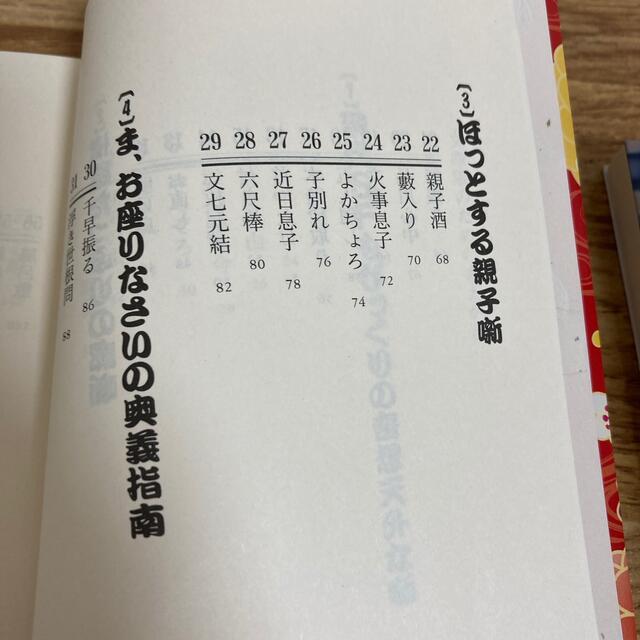 〔3〕ほっとする親子噺
22 親子酒 68
23 藪入り 70
24 火事息子 72
25 よかちょろ 74
26 子別れ 76
27 近日息子 78
28 六尺棒 80
29 文七元結 82
〔4〕ま、お座りなさいの奥義指南
30 千早振る 86
31 浮き世根問 88